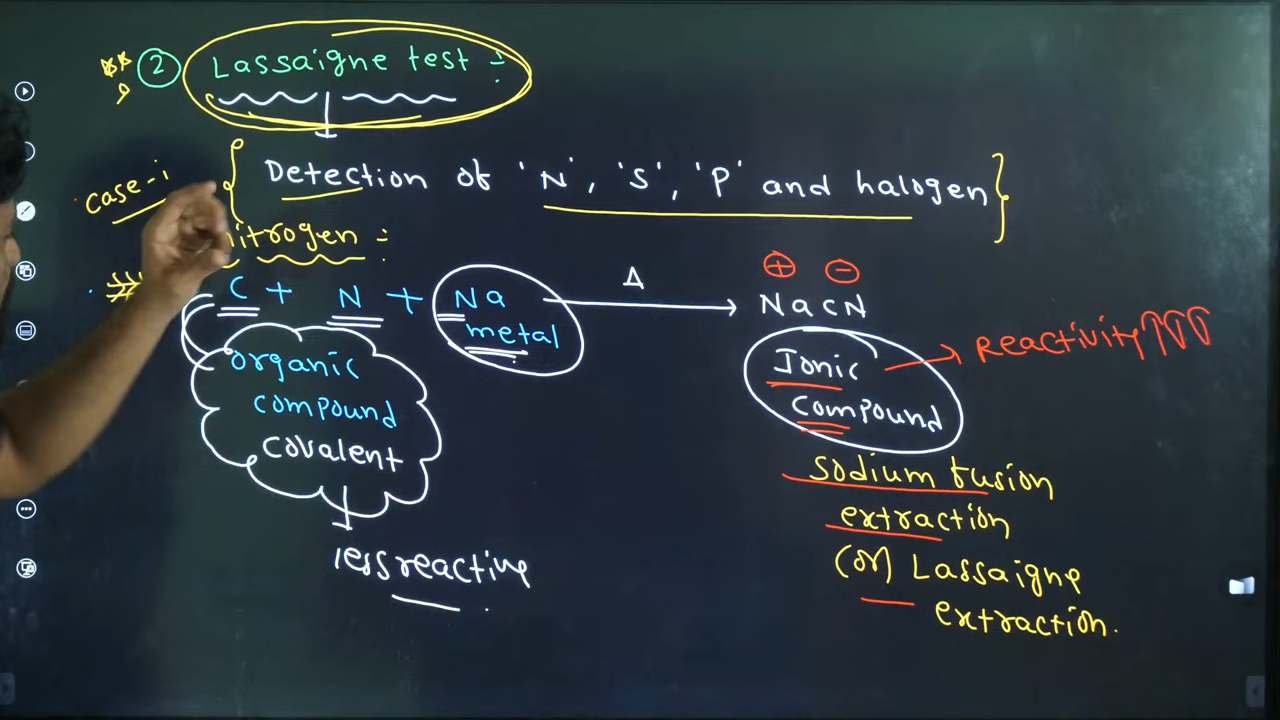 ② Lassaigne test :
case-i
Detection of 'N', 'S', 'P' and halogen
nitrogen :
C + N + Na metal
Δ
⊕ ⊖
NaCN
organic
compound
covalent
less reactive
Ionic
compound
reactivity ↑↑↑
sodium fusion
extraction
(or) Lassaigne
extraction.